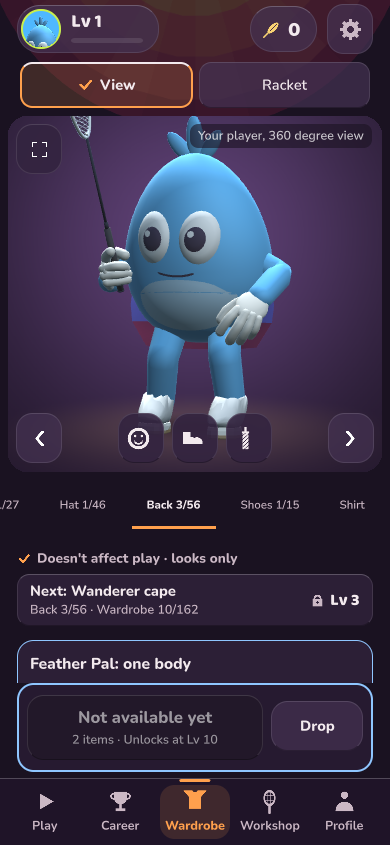 Lv 1
0
View
Racket
Your player, 360 degree view
/27
Hat 1/46
Back 3/56
Shoes 1/15
Shirt
Doesn't affect play · looks only
Next: Wanderer cape
Back 3/56 · Wardrobe 10/162
Lv 3
Feather Pal: one body
Not available yet
2 items · Unlocks at Lv 10
Drop
Play
Career
Wardrobe
Workshop
Profile